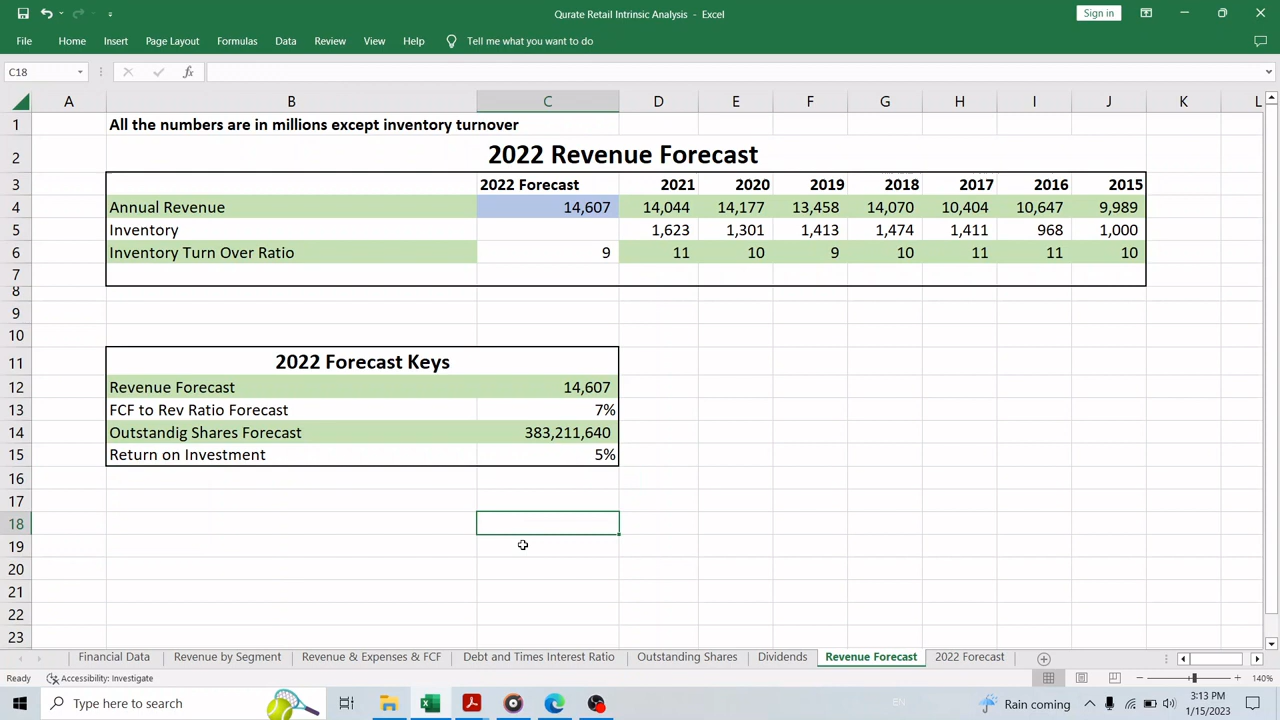 Qurate Retail Intrinsic Analysis - Excel
Sign in
File Home Insert Page Layout Formulas Data Review View Help Tell me what you want to do
C18
fx
A B C D E F G H I J K L
1 All the numbers are in millions except inventory turnover
2 2022 Revenue Forecast
3 2022 Forecast 2021 2020 2019 2018 2017 2016 2015
4 Annual Revenue 14,607 14,044 14,177 13,458 14,070 10,404 10,647 9,989
5 Inventory 1,623 1,301 1,413 1,474 1,411 968 1,000
6 Inventory Turn Over Ratio 9 11 10 9 10 11 11 10
7
8
9
10
11 2022 Forecast Keys
12 Revenue Forecast 14,607
13 FCF to Rev Ratio Forecast 7%
14 Outstandig Shares Forecast 383,211,640
15 Return on Investment 5%
16
17
18
19
20
21
22
23
Financial Data Revenue by Segment Revenue & Expenses & FCF Debt and Times Interest Ratio Outstanding Shares Dividends Revenue Forecast 2022 Forecast
Ready Accessibility: Investigate 140%
Type here to search EN Rain coming 3:13 PM
1/15/2023